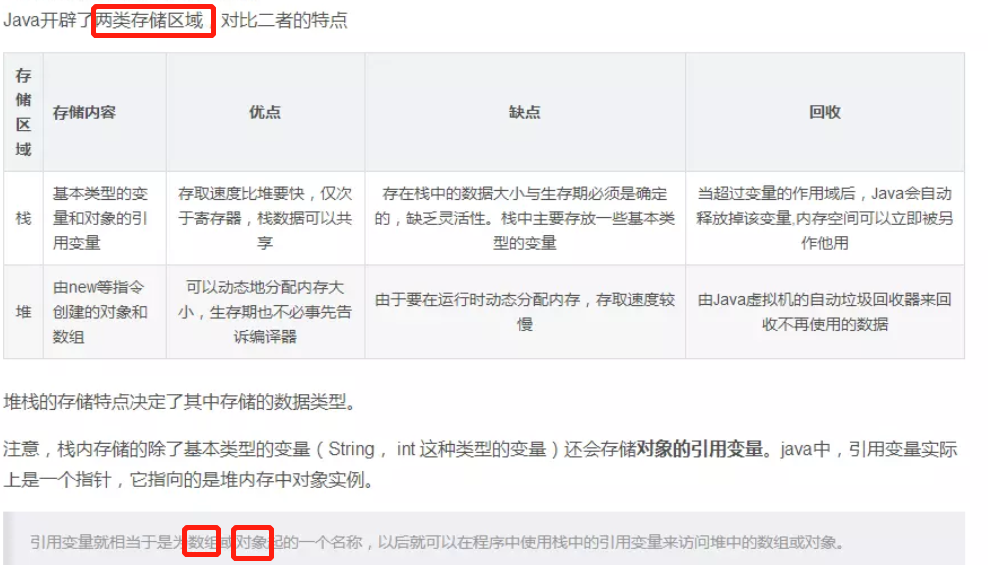 Java开辟了两类存储区域，对比二者的特点
存
储
区
域
存储内容
优点
缺点
回收
栈
基本类型的变
量和对象的引
用变量
存取速度比堆要快，仅次
于寄存器，栈数据可以共
享
存在栈中的数据大小与生存期必须是确定
的，缺乏灵活性。栈中主要存放一些基本类
型的变量
当超过变量的作用域后，Java会自动
释放掉该变量,内存空间可以立即被另
作他用
堆
由new等指令
创建的对象和
数组
可以动态地分配内存大
小，生存期也不必事先告
诉编译器
由于要在运行时动态分配内存，存取速度较
慢
由Java虚拟机的自动垃圾回收器来回
收不再使用的数据
堆栈的存储特点决定了其中存储的数据类型。
注意，栈内存储的除了基本类型的变量（String， int 这种类型的变量）还会存储对象的引用变量。java中，引用变量实际
上是一个指针，它指向的是堆内存中对象实例。
引用变量就相当于是为数组或对象起的一个名称，以后就可以在程序中使用栈中的引用变量来访问堆中的数组或对象。